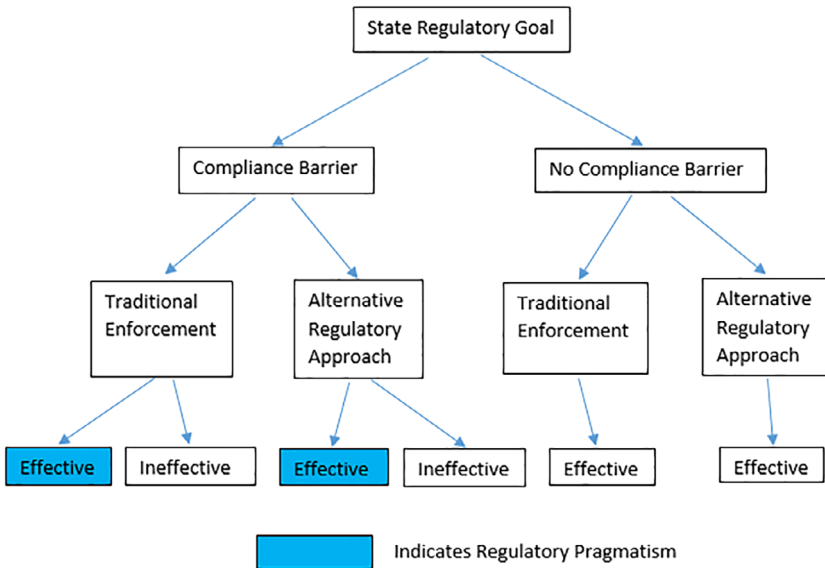 State Regulatory Goal
Compliance Barrier
No Compliance Barrier
Traditional
Enforcement
Alternative
Regulatory
Approach
Traditional
Enforcement
Alternative
Regulatory
Approach
Effective
Ineffective
Effective
Ineffective
Effective
Effective
Indicates Regulatory Pragmatism